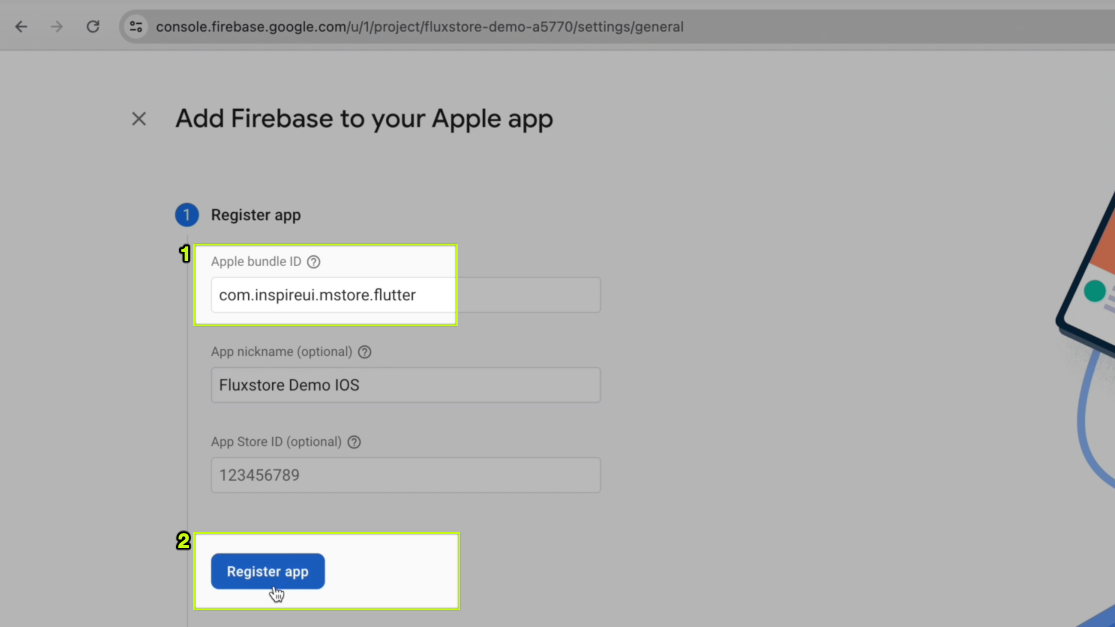 console.firebase.google.com/u/1/project/fluxstore-demo-a5770/settings/general
Add Firebase to your Apple app
1 Register app
1
Apple bundle ID ?
com.inspireui.mstore.flutter
App nickname (optional) ?
Fluxstore Demo IOS
App Store ID (optional) ?
123456789
2
Register app